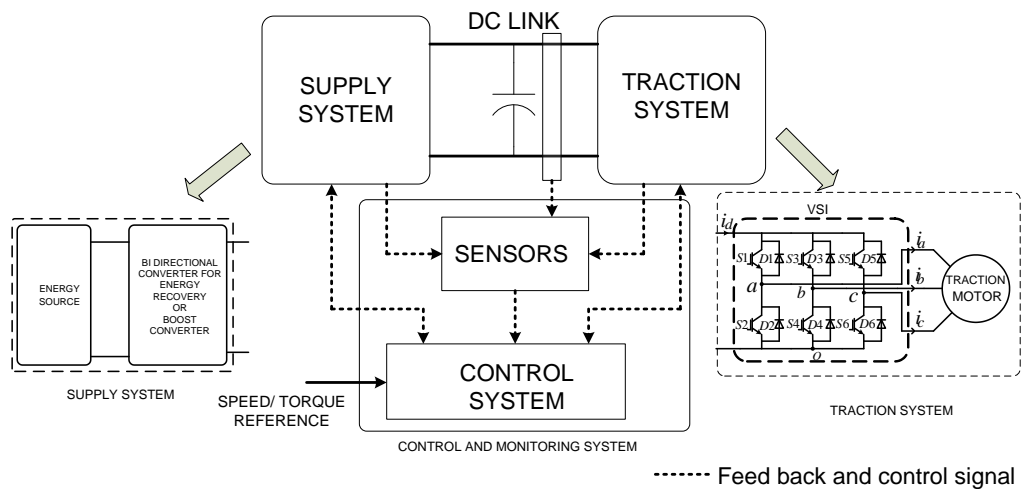 DC LINK
SUPPLY
SYSTEM
TRACTION
SYSTEM
SENSORS
CONTROL
SYSTEM
SPEED/ TORQUE
REFERENCE
CONTROL AND MONITORING SYSTEM
ENERGY
SOURCE
BI DIRECTIONAL
CONVERTER FOR
ENERGY
RECOVERY
OR
BOOST
CONVERTER
SUPPLY SYSTEM
VSI
i_d
S1 D1 S3 D3 S5 D5
a b c
S2 D2 S4 D4 S6 D6
o
i_a
i_b
i_c
TRACTION
MOTOR
TRACTION SYSTEM
Feed back and control signal